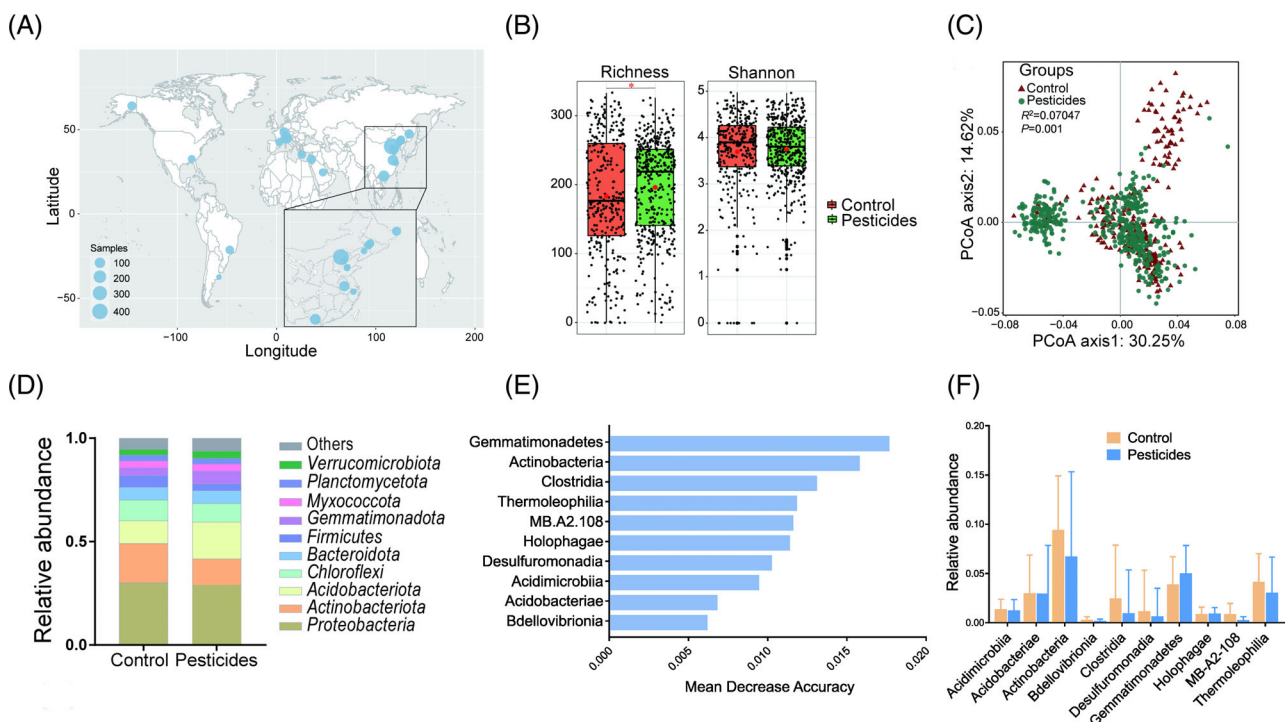 (A)
50
0
−50
Latitude
−100
0
100
200
Longitude
Samples
100
200
300
400
(B)
Richness
Shannon
*
300
200
100
0
5
4
3
2
1
0
Control
Pesticides
(C)
Groups
Control
Pesticides
R²=0.07047
P=0.001
PCoA axis2: 14.62%
0.05
0.00
−0.05
−0.08
−0.04
0.00
0.04
0.08
PCoA axis1: 30.25%
(D)
Relative abundance
1.0
0.5
0.0
Control
Pesticides
Others
Verrucomicrobiota
Planctomycetota
Myxococcota
Gemmatimonadota
Firmicutes
Bacteroidota
Chloroflexi
Acidobacteriota
Actinobacteriota
Proteobacteria
(E)
Gemmatimonadetes
Actinobacteria
Clostridia
Thermoleophilia
MB.A2.108
Holophagae
Desulfuromonadia
Acidimicrobiia
Acidobacteriae
Bdellovibrionia
0.000
0.005
0.010
0.015
0.020
Mean Decrease Accuracy
(F)
Control
Pesticides
Relative abundance
0.20
0.15
0.10
0.05
0.00
Acidimicrobiia
Acidobacteriae
Actinobacteria
Bdellovibrionia
Clostridia
Desulfuromonadia
Gemmatimonadetes
Holophagae
MB-A2-108
Thermoleophilia